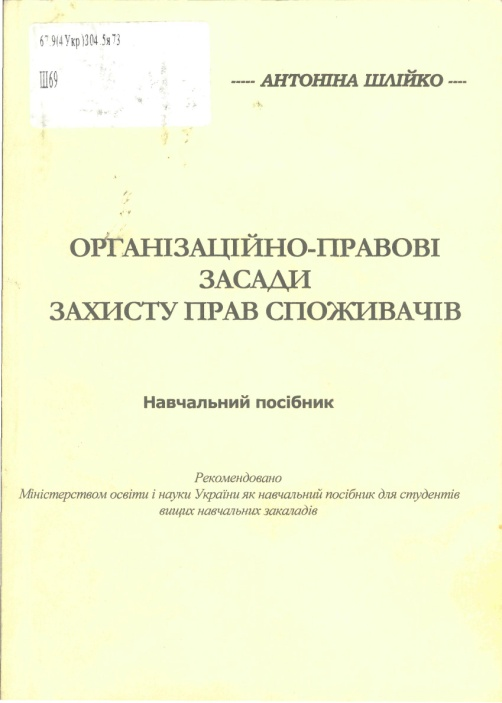 67.9(4Укр)304.5я73
Ш69
----- АНТОНІНА ШЛІЙКО ----
ОРГАНІЗАЦІЙНО-ПРАВОВІ
ЗАСАДИ
ЗАХИСТУ ПРАВ СПОЖИВАЧІВ
Навчальний посібник
Рекомендовано
Міністерством освіти і науки України як навчальний посібник для студентів
вищих навчальних закаладів